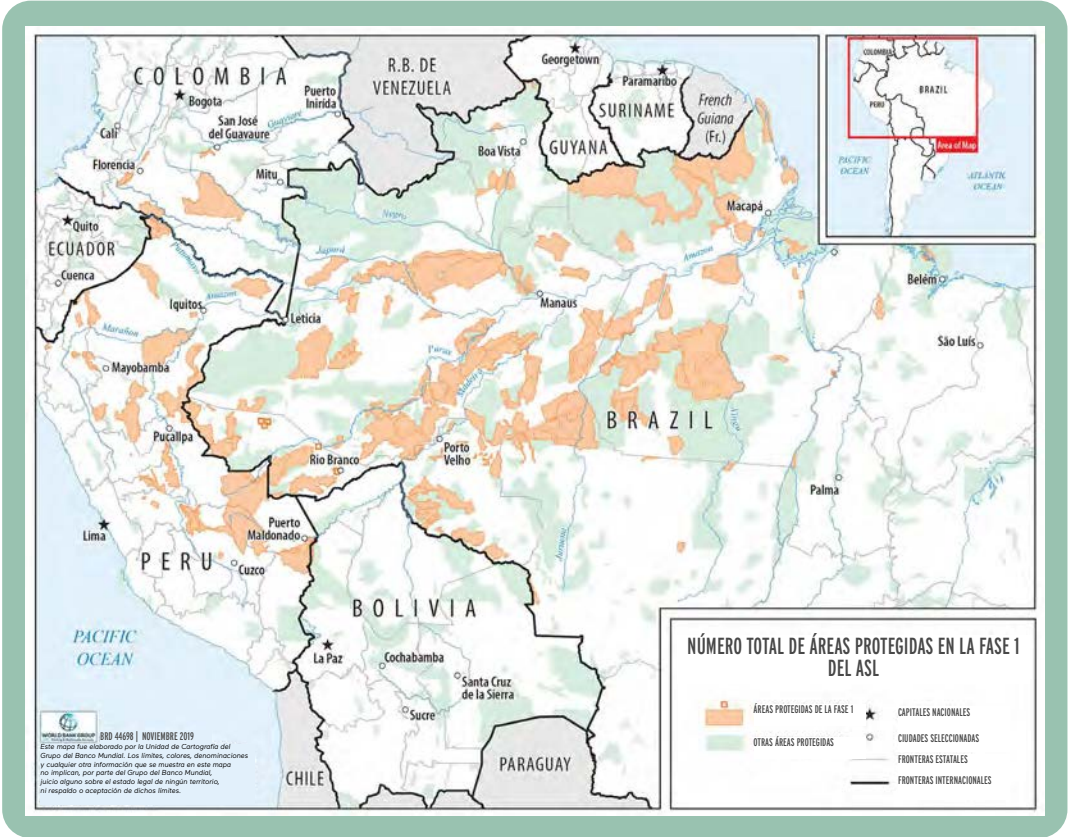 COLOMBIA
Bogota
Cali
San José
del Guavaure
Guaviare
Puerto
Inirida
Florencia
Mitu
R.B. DE
VENEZUELA
Georgetown
Paramaribo
SURINAME
French
Guiana
(Fr.)
GUYANA
Boa Vista
Macapá
Quito
ECUADOR
Cuenca
Putumayo
Iquitos
Amazon
Leticia
Marañon
Mayobamba
Negro
Japurá
Amazon
Manaus
Belém
São Luís
Purus
Madeira
BRAZIL
Xingu
Pucallpa
Rio Branco
Porto
Velho
Palma
Juruena
Lima
PERU
Puerto
Maldonado
Cuzco
BOLIVIA
PACIFIC
OCEAN
La Paz
Cochabamba
Santa Cruz
de la Sierra
Sucre
CHILE
PARAGUAY
COLOMBIA
BRAZIL
PERU
Area of Map
PACIFIC
OCEAN
ATLANTIC
OCEAN
NÚMERO TOTAL DE ÁREAS PROTEGIDAS EN LA FASE 1
DEL ASL
ÁREAS PROTEGIDAS DE LA FASE 1
OTRAS ÁREAS PROTEGIDAS
CAPITALES NACIONALES
CIUDADES SELECCIONADAS
FRONTERAS ESTATALES
FRONTERAS INTERNACIONALES
WORLD BANK GROUP
BRD 44698 | NOVIEMBRE 2019
Este mapa fue elaborado por la Unidad de Cartografía del
Grupo del Banco Mundial. Los límites, colores, denominaciones
y cualquier otra información que se muestra en este mapa
no implican, por parte del Grupo del Banco Mundial,
juicio alguno sobre el estado legal de ningún territorio,
ni respaldo o aceptación de dichos límites.